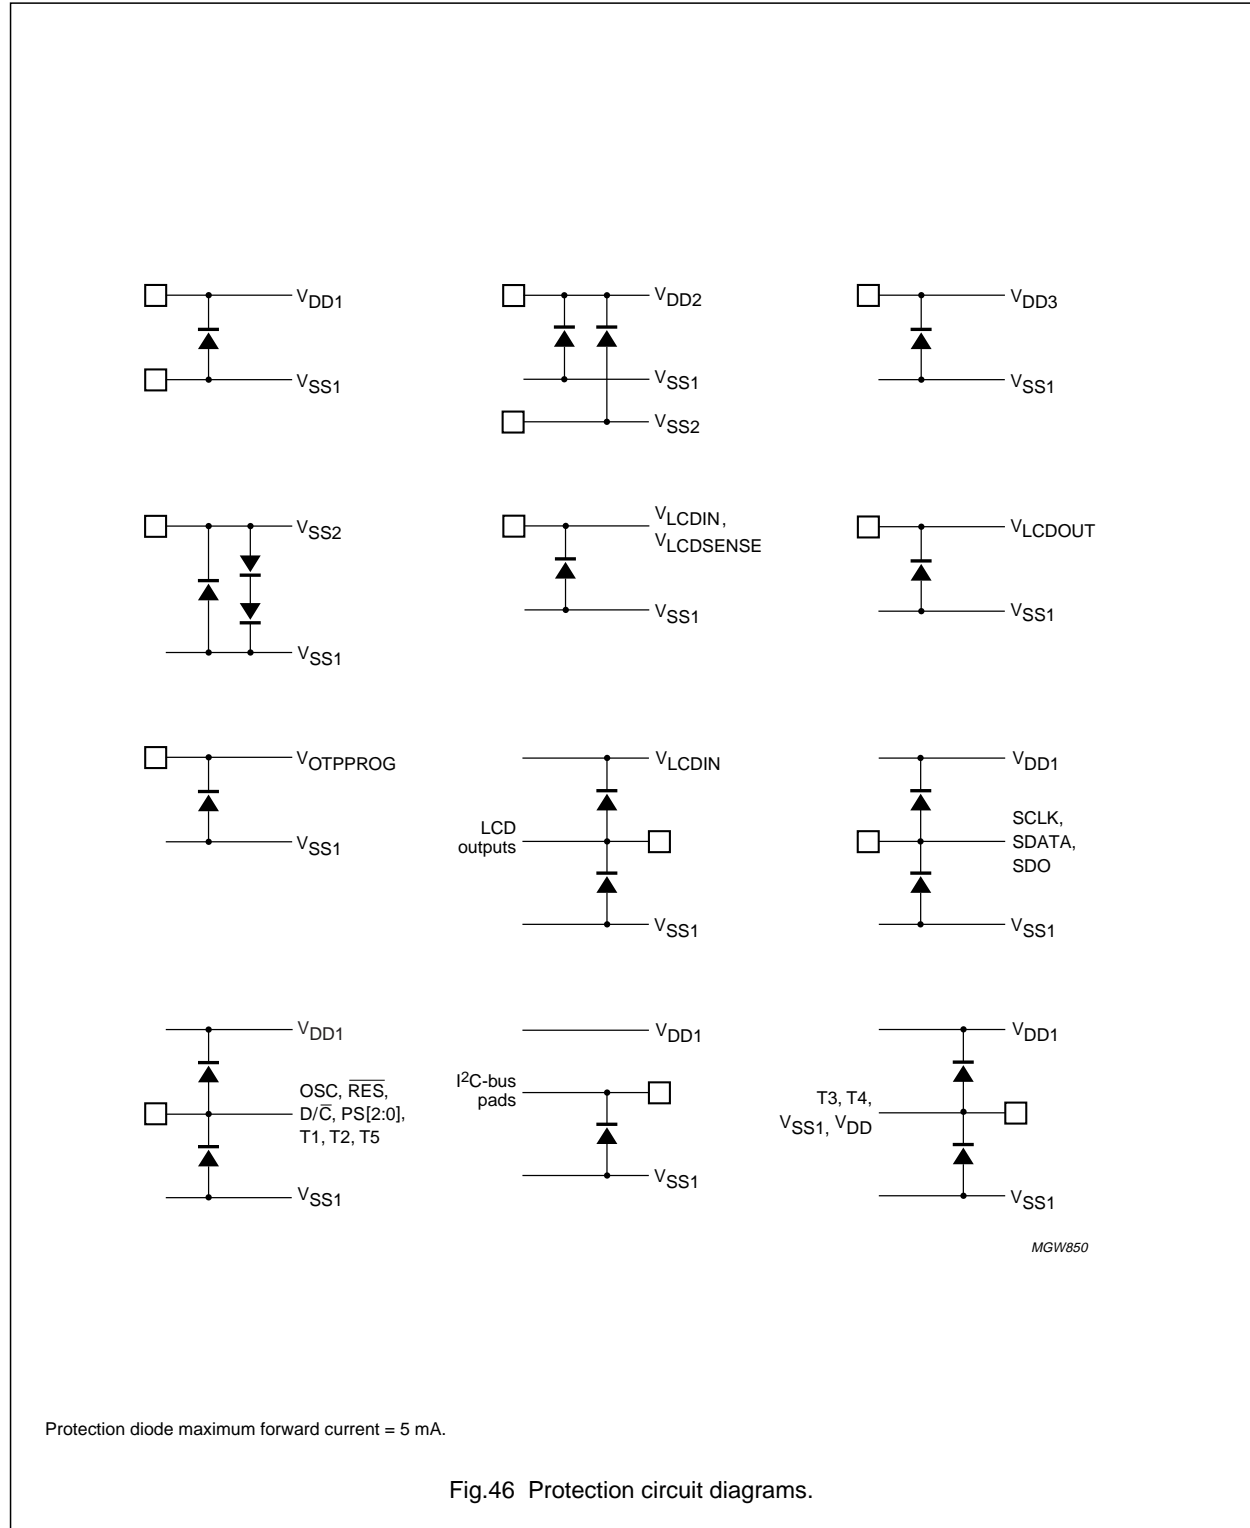 VDD1
VSS1
VDD2
VSS1
VSS2
VDD3
VSS1
VSS2
VSS1
VLCDIN,
VLCDSENSE
VSS1
VLCDOUT
VSS1
VOTPPROG
VSS1
VLCDIN
LCD
outputs
VSS1
VDD1
SCLK,
SDATA,
SDO
VSS1
VDD1
OSC, R̅E̅S̅,
D/C̅, PS[2:0],
T1, T2, T5
VSS1
VDD1
I²C-bus
pads
VSS1
VDD1
T3, T4,
VSS1, VDD
VSS1
MGW850
Protection diode maximum forward current = 5 mA.
Fig.46 Protection circuit diagrams.